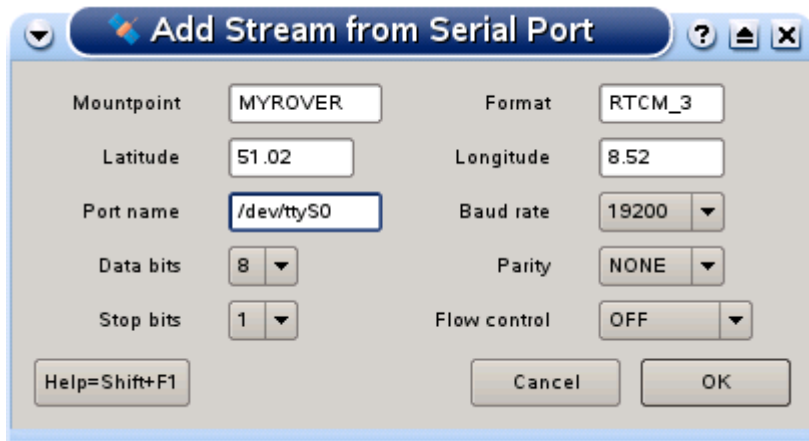 Add Stream from Serial Port
Mountpoint MYROVER Format RTCM_3
Latitude 51.02 Longitude 8.52
Port name /dev/ttyS0 Baud rate 19200
Data bits 8 Parity NONE
Stop bits 1 Flow control OFF
Help=Shift+F1 Cancel OK